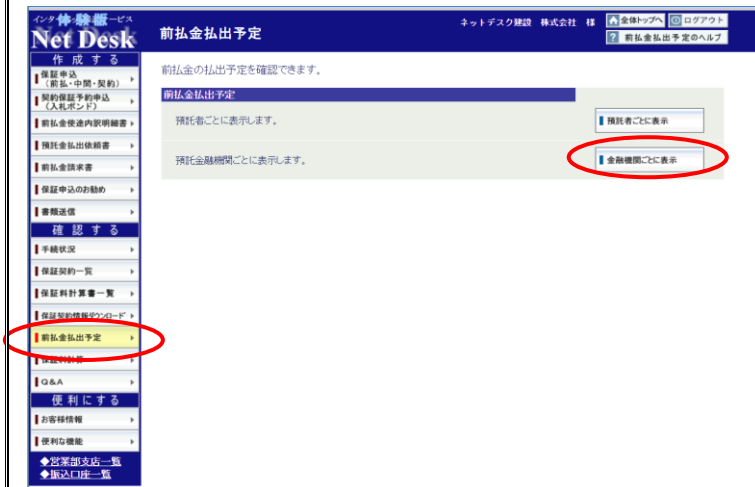 インタ体験版ービス
Net Desk
前払金払出予定
ネットデスク建設 株式会社 様
全体トップへ
ログアウト
? 前払金払出予定のヘルプ
作成する
保証申込
(前払・中間・契約)
契約保証予約申込
(入札ボンド)
前払金使途内訳明細書
預託金払出依頼書
前払金請求書
保証申込のお勧め
書類送信
確認する
手続状況
保証契約一覧
保証料計算書一覧
保証契約情報ダウンロード
前払金払出予定
保証料計算
Q&A
便利にする
お客様情報
便利な機能
◆営業部支店一覧
◆振込口座一覧
前払金の払出予定を確認できます。
前払金払出予定
預託者ごとに表示します。
預託者ごとに表示
預託金融機関ごとに表示します。
金融機関ごとに表示